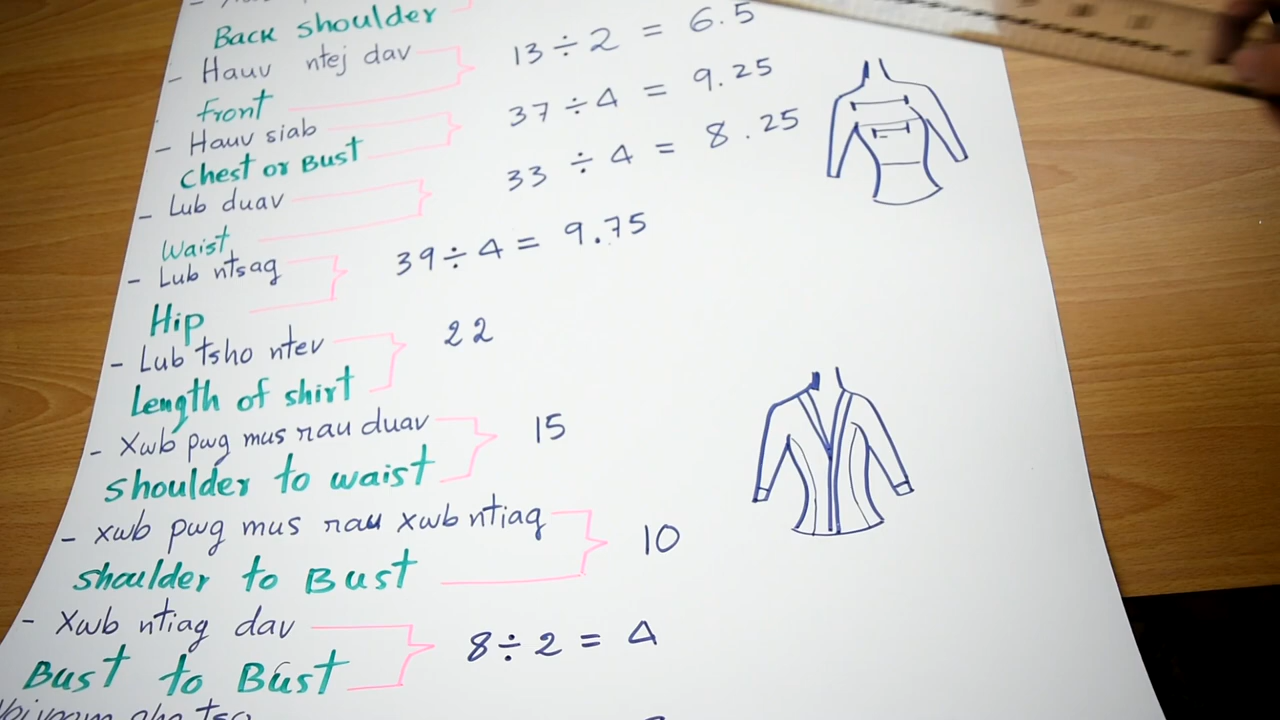 Back shoulder
- Hauv ntej dav
Front
13 ÷ 2 = 6.5
- Hauv siab
Chest or Bust
37 ÷ 4 = 9.25
- Lub duav
Waist
33 ÷ 4 = 8.25
- Lub ntsag
Hip
39 ÷ 4 = 9.75
- Lub tsho ntev
Length of shirt
22
- Xwb pwg mus rau duav
shoulder to waist
15
- xwb pwg mus rau xwb ntiag
shoulder to Bust
10
- Xwb ntiag dav
Bust to Bust
8 ÷ 2 = 4